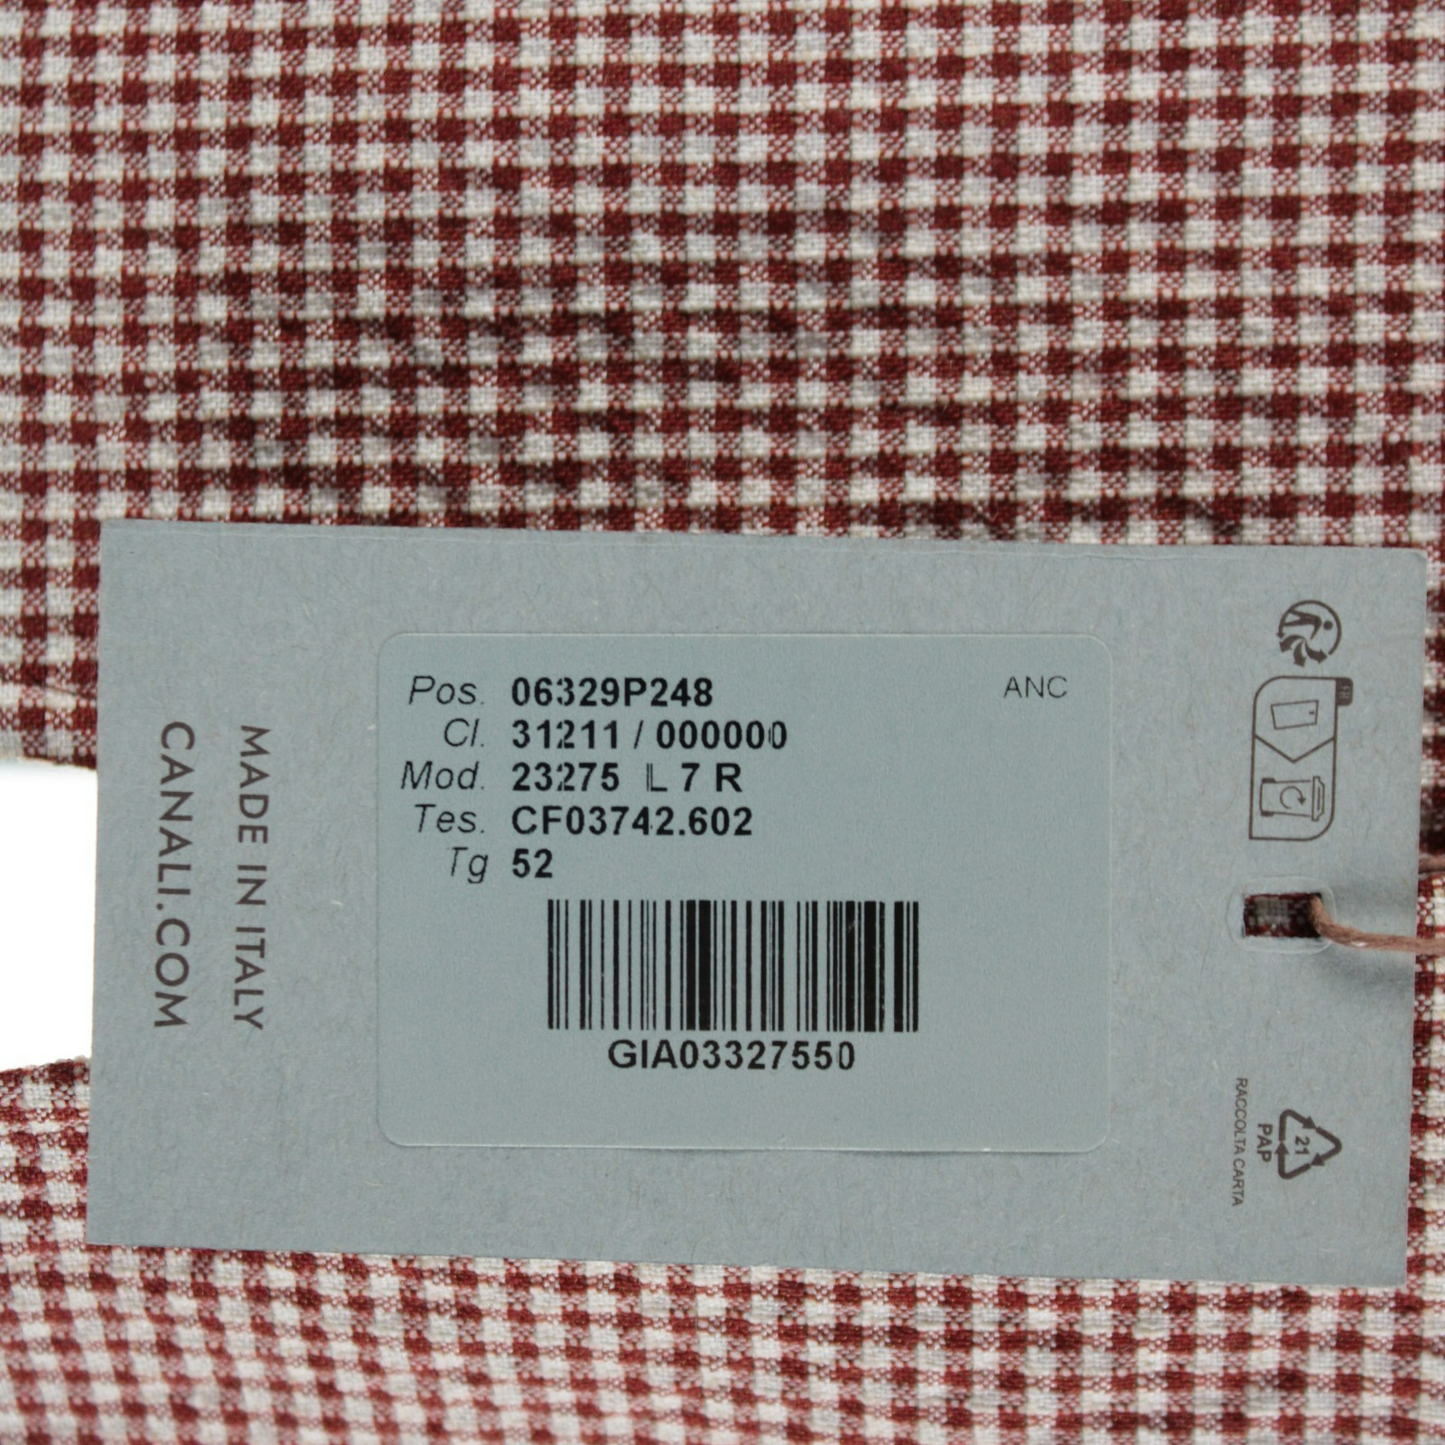 Pos. 06329P248
ANC
Cl. 31211 / 000000
Mod. 23275 L 7 R
Tes. CF03742.602
Tg 52
GIA03327550
MADE IN ITALY
CANALI.COM
FR
21
PAP
RACCOLTA CARTA